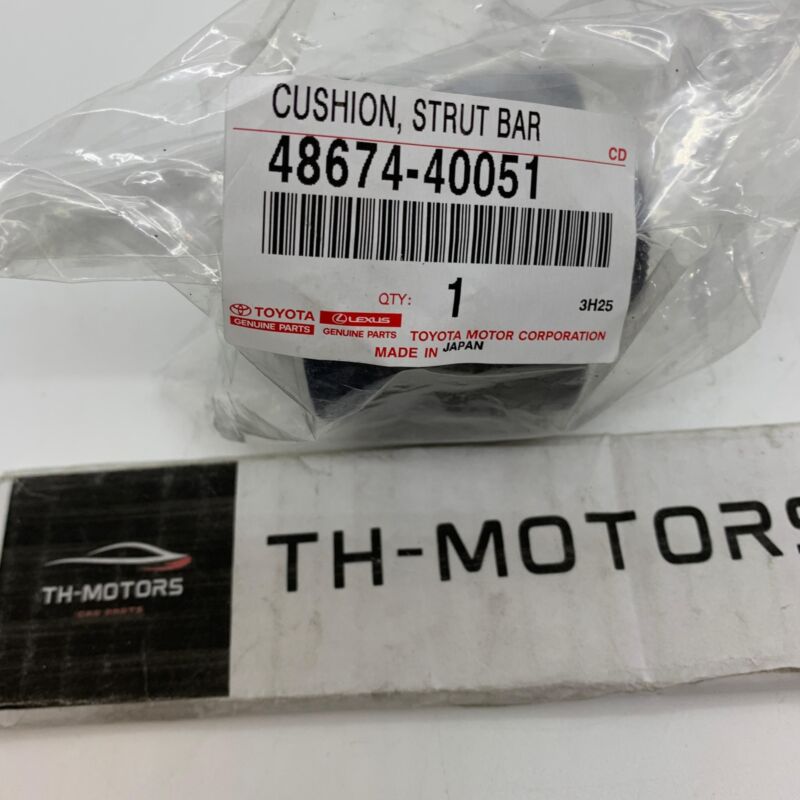 CUSHION, STRUT BAR
CD
48674-40051
QTY: 1
3H25
TOYOTA
GENUINE PARTS
LEXUS
GENUINE PARTS
TOYOTA MOTOR CORPORATION
MADE IN JAPAN
TH-MOTORS
CAR PARTS
TH-MOTORS